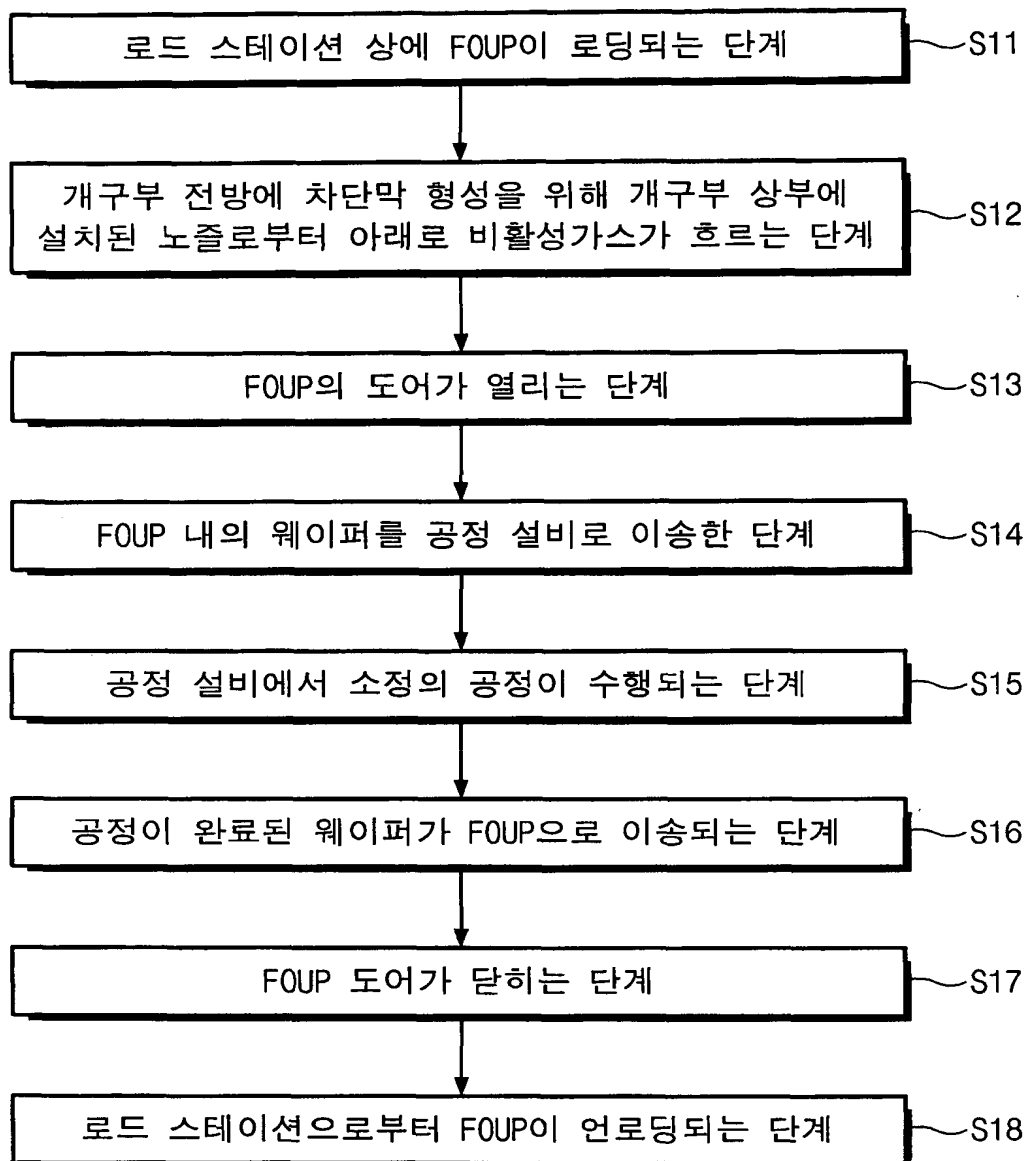 로드 스테이션 상에 FOUP이 로딩되는 단계
S11
개구부 전방에 차단막 형성을 위해 개구부 상부에
설치된 노즐로부터 아래로 비활성가스가 흐르는 단계
S12
FOUP의 도어가 열리는 단계
S13
FOUP 내의 웨이퍼를 공정 설비로 이송한 단계
S14
공정 설비에서 소정의 공정이 수행되는 단계
S15
공정이 완료된 웨이퍼가 FOUP으로 이송되는 단계
S16
FOUP 도어가 닫히는 단계
S17
로드 스테이션으로부터 FOUP이 언로딩되는 단계
S18